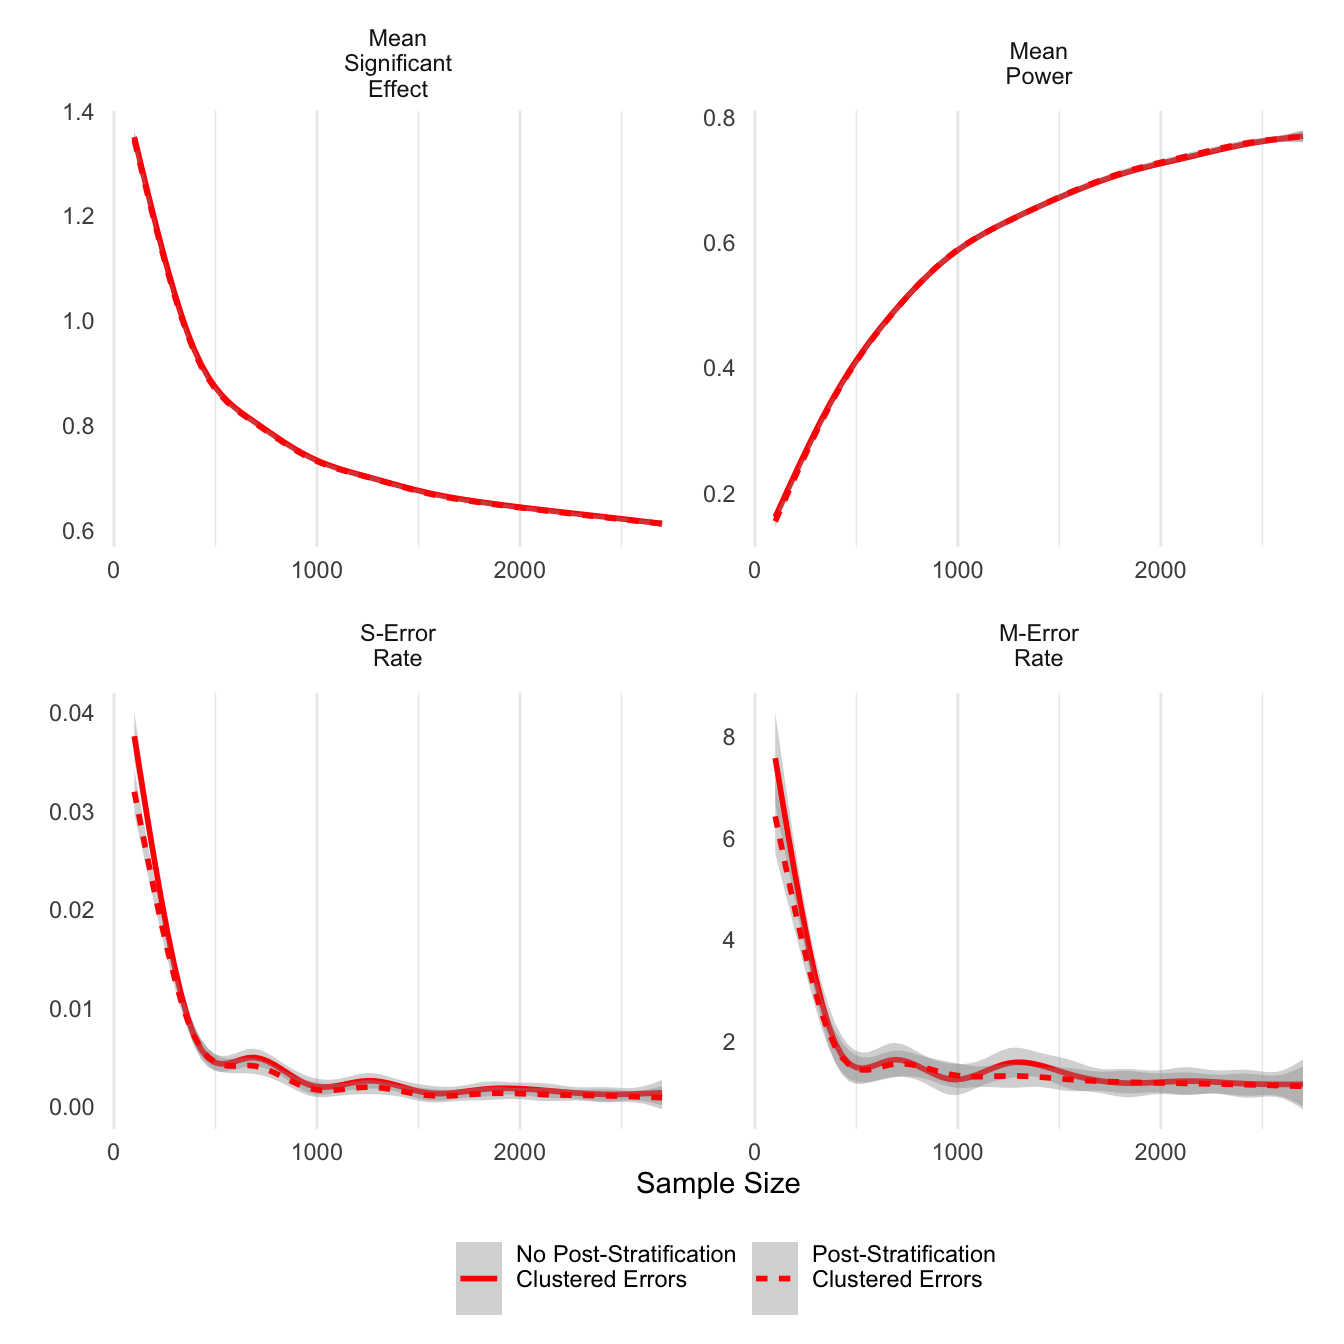 Mean
Significant
Effect
1.4
1.2
1.0
0.8
0.6
0 1000 2000
Mean
Power
0.8
0.6
0.4
0.2
0 1000 2000
S-Error
Rate
0.04
0.03
0.02
0.01
0.00
0 1000 2000
M-Error
Rate
8
6
4
2
0 1000 2000
Sample Size
No Post-Stratification
Clustered Errors
Post-Stratification
Clustered Errors